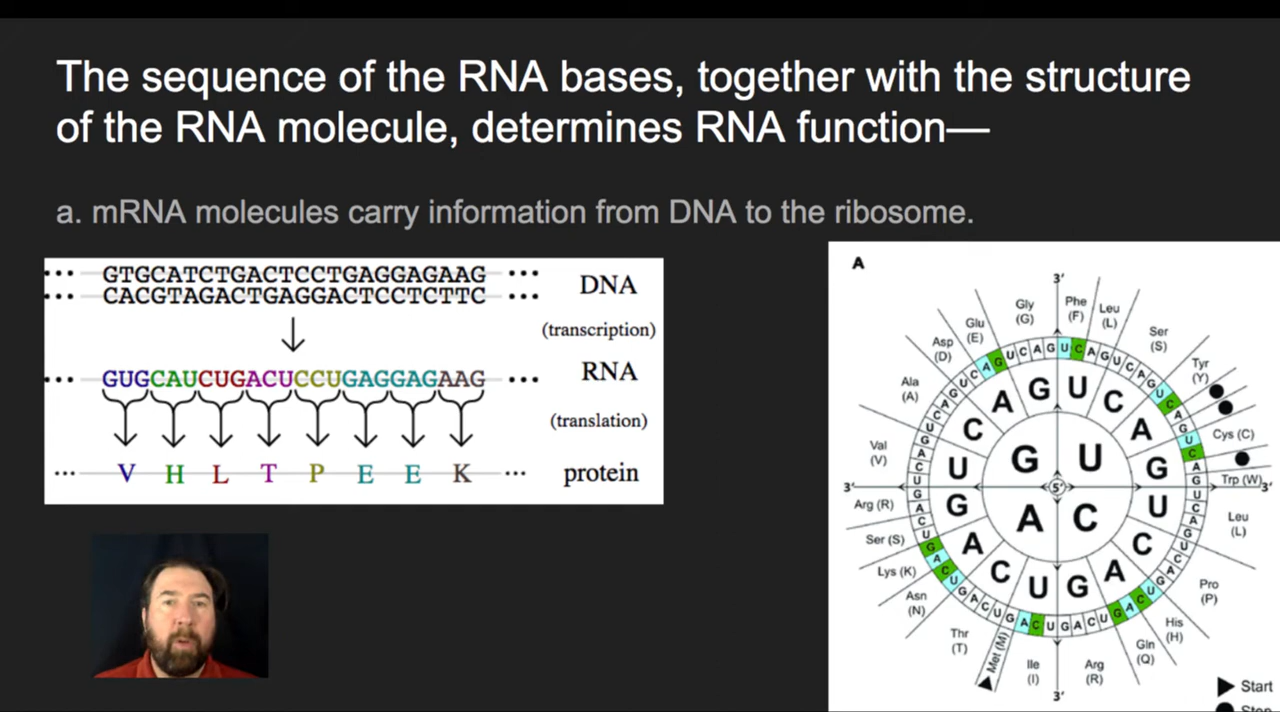 The sequence of the RNA bases, together with the structure
of the RNA molecule, determines RNA function—
a. mRNA molecules carry information from DNA to the ribosome.
... GTGCATCTGACTCCTGAGGAGAAG ... DNA
... CACGTAGACTGAGGACTCCTCTTC ...
(transcription)
... GUGCAUCUGACUCCUGAGGAGAAG ... RNA
(translation)
... V H L T P E E K ... protein
A
3'
Gly
(G)
Phe
(F)
Leu
(L)
Ser
(S)
Tyr
(Y)
Cys (C)
Trp (W)
3'
Leu
(L)
Pro
(P)
His
(H)
Gln
(Q)
Arg
(R)
3'
Ile
(I)
Met (M)
Thr
(T)
Asn
(N)
Lys (K)
Ser (S)
Arg (R)
3'
Val
(V)
Ala
(A)
Asp
(D)
Glu
(E)
G U
A C
5'
U C A G
U C A G
U C A G
U C A G
Start